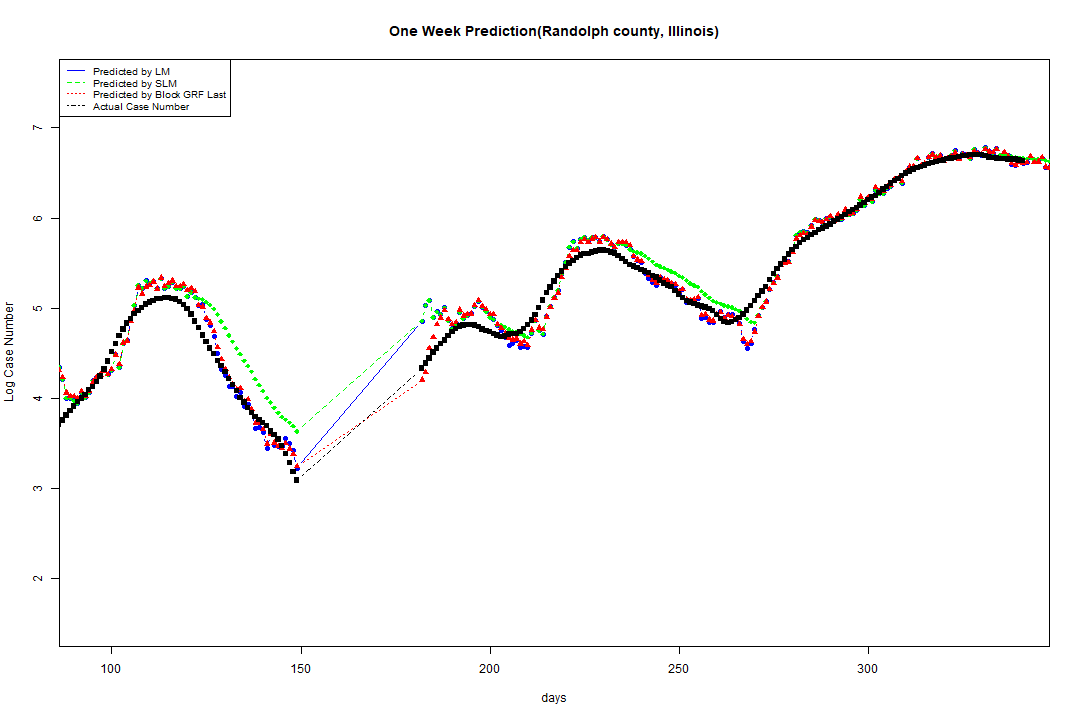 One Week Prediction(Randolph county, Illinois)
Predicted by LM
Predicted by SLM
Predicted by Block GRF Last
Actual Case Number
Log Case Number
7
6
5
4
3
2
100 150 200 250 300
days